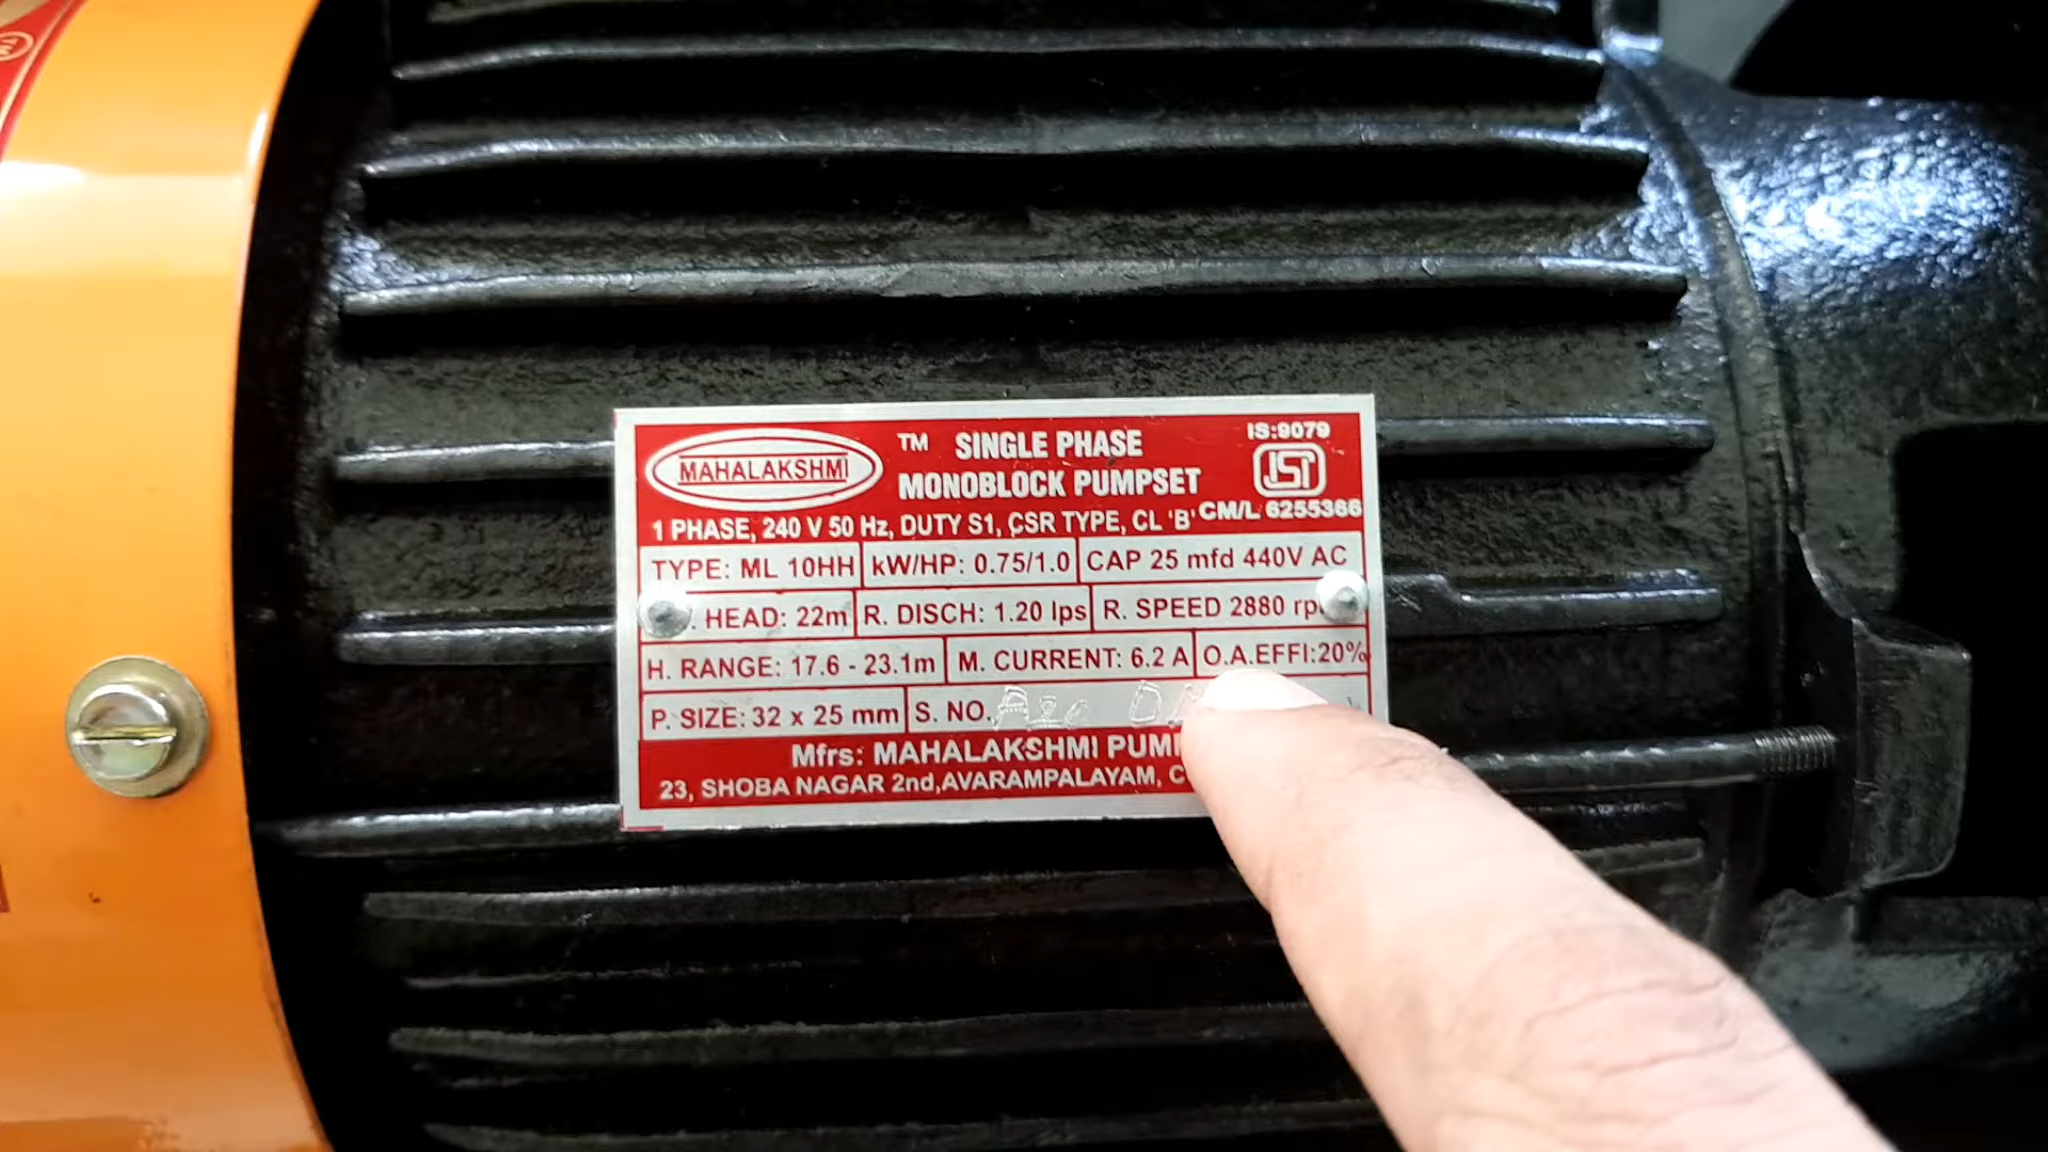 MAHALAKSHMI
TM SINGLE PHASE
MONOBLOCK PUMPSET
IS:9079
ISI
CM/L 6255366
1 PHASE, 240 V 50 Hz, DUTY S1, CSR TYPE, CL 'B'
TYPE: ML 10HH kW/HP: 0.75/1.0 CAP 25 mfd 440V AC
HEAD: 22m R. DISCH: 1.20 lps R. SPEED 2880
H. RANGE: 17.6 - 23.1m M. CURRENT: 6.2 A O.A.EFFI:20%
P. SIZE: 32 x 25 mm S. NO.
Mfrs: MAHALAKSHMI
23, SHOBA NAGAR 2nd,AVARAMPALAYAM,
TM